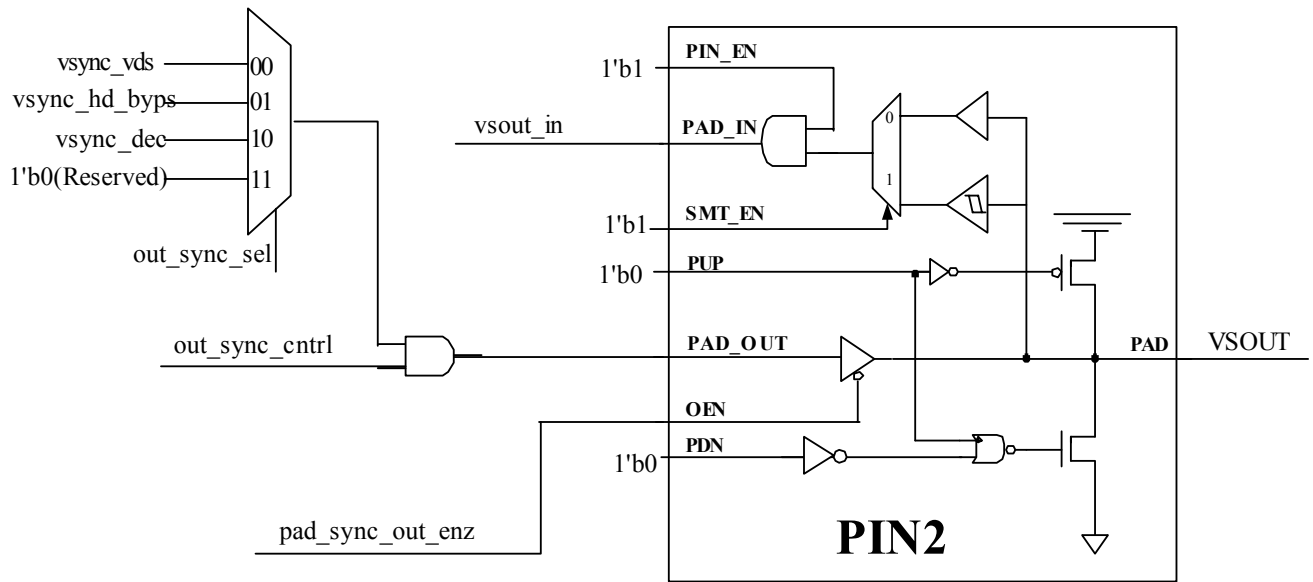 vsync_vds 00
vsync_hd_byps 01
vsync_dec 10
1'b0(Reserved) 11
out_sync_sel
out_sync_cntrl
pad_sync_out_enz
vsout_in
1'b1 PIN_EN
PAD_IN
0
1
1'b1 SMT_EN
1'b0 PUP
PAD_OUT
PAD VSOUT
OEN
1'b0 PDN
PIN2